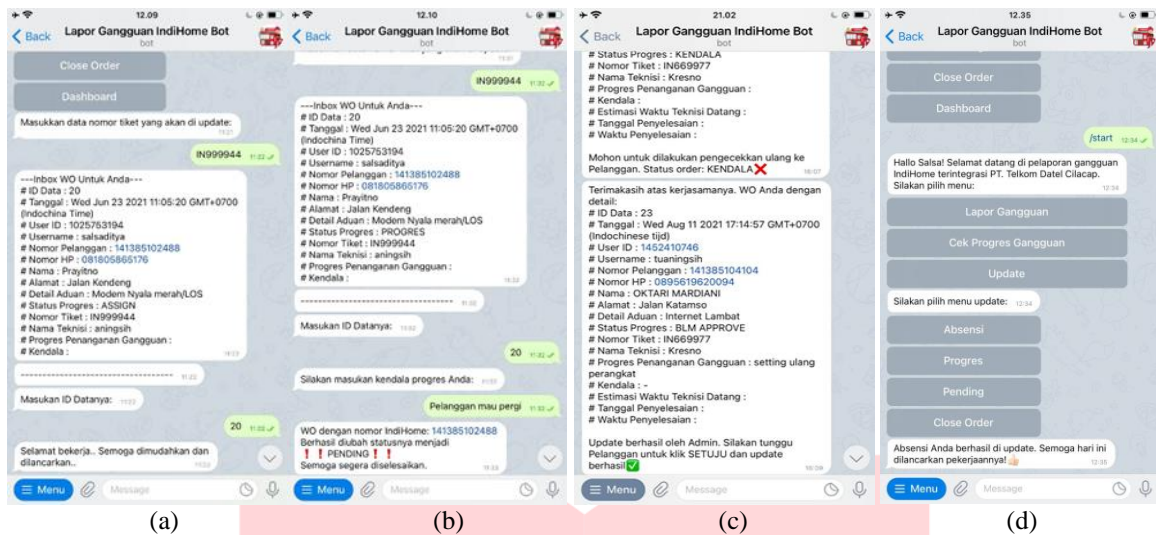 12.09
Back
Lapor Gangguan IndiHome Bot
bot
Close Order
Dashboard
Masukkan data nomor tiket yang akan di update:
11:21
IN999944 11:22
---Inbox WO Untuk Anda---
# ID Data : 20
# Tanggal : Wed Jun 23 2021 11:05:20 GMT+0700
(Indochina Time)
# User ID : 1025753194
# Username : salsaditya
# Nomor Pelanggan : 141385102488
# Nomor HP : 081805865176
# Nama : Prayitno
# Alamat : Jalan Kendeng
# Detail Aduan : Modem Nyala merah/LOS
# Status Progres : ASSIGN
# Nomor Tiket : IN999944
# Nama Teknisi : aningsih
# Progres Penanganan Gangguan :
# Kendala :
Masukan ID Datanya:
20
Selamat bekerja.. Semoga dimudahkan dan
dilancarkan..
Menu
Message
(a)
12.10
Back
Lapor Gangguan IndiHome Bot
bot
IN999944 11:32
---Inbox WO Untuk Anda---
# ID Data : 20
# Tanggal : Wed Jun 23 2021 11:05:20 GMT+0700
(Indochina Time)
# User ID : 1025753194
# Username : salsaditya
# Nomor Pelanggan : 141385102488
# Nomor HP : 081805865176
# Nama : Prayitno
# Alamat : Jalan Kendeng
# Detail Aduan : Modem Nyala merah/LOS
# Status Progres : PROGRES
# Nomor Tiket : IN999944
# Nama Teknisi : aningsih
# Progres Penanganan Gangguan :
# Kendala :
Masukan ID Datanya:
20
Silakan masukan kendala progres Anda:
Pelanggan mau pergi
WO dengan nomor IndiHome: 141385102488
Berhasil diubah statusnya menjadi
❗❗PENDING❗❗
Semoga segera diselesaikan.
Menu
Message
(b)
21.02
Back
Lapor Gangguan IndiHome Bot
bot
# Status Progres : KENDALA
# Nomor Tiket : IN669977
# Nama Teknisi : Kresno
# Progres Penanganan Gangguan :
# Kendala :
# Estimasi Waktu Teknisi Datang :
# Tanggal Penyelesaian :
# Waktu Penyelesaian :
Mohon untuk dilakukan pengecekkan ulang ke
Pelanggan. Status order: KENDALA❌
Terimakasih atas kerjasamanya. WO Anda dengan
detail:
# ID Data : 23
# Tanggal : Wed Aug 11 2021 17:14:57 GMT+0700
(Indochinese tijd)
# User ID : 1452410746
# Username : tuaningsih
# Nomor Pelanggan : 141385104104
# Nomor HP : 0895619620094
# Nama : OKTARI MARDIANI
# Alamat : Jalan Katamso
# Detail Aduan : Internet Lambat
# Status Progres : BLM APPROVE
# Nomor Tiket : IN669977
# Nama Teknisi : Kresno
# Progres Penanganan Gangguan : setting ulang
perangkat
# Kendala : -
# Estimasi Waktu Teknisi Datang :
# Tanggal Penyelesaian :
# Waktu Penyelesaian :
Update berhasil oleh Admin. Silakan tunggu
Pelanggan untuk klik SETUJU dan update
berhasil✅
Menu
Message
(c)
12.35
Back
Lapor Gangguan IndiHome Bot
bot
Close Order
Dashboard
/start 12:34
Hallo Salsa! Selamat datang di pelaporan gangguan
IndiHome terintegrasi PT. Telkom Datel Cilacap.
Silakan pilih menu:
12:34
Lapor Gangguan
Cek Progres Gangguan
Update
Silakan pilih menu update: 12:34
Absensi
Progres
Pending
Close Order
Absensi Anda berhasil di update. Semoga hari ini
dilancarkan pekerjaannya!👍 12:35
Menu
Message
(d)